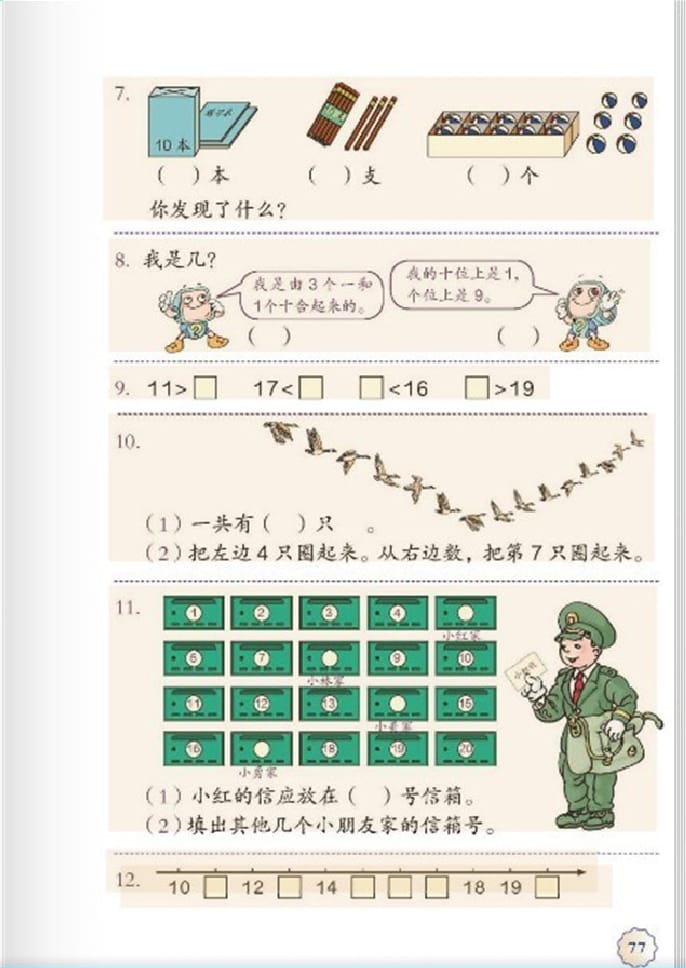 7.
练习本
10 本
( ) 本 ( ) 支 ( ) 个
你发现了什么?
8. 我是几?
我是由 3 个一和
1个十合起来的。
我的十位上是 1,
个位上是 9。
( ) ( )
9. 11> □ 17< □ □ <16 □ >19
10.
(1) 一共有 ( ) 只 。
(2) 把左边 4 只圈起来。从右边数, 把第 7 只圈起来。
11.
1 2 3 4
小红家
6 7 9 10
小林家
11 12 13 15
16 18 19 20
小勇家
(1) 小红的信应放在 ( ) 号信箱。
(2) 填出其他几个小朋友家的信箱号。
12.
10 □ 12 □ 14 □ □ □ 18 19 □
77